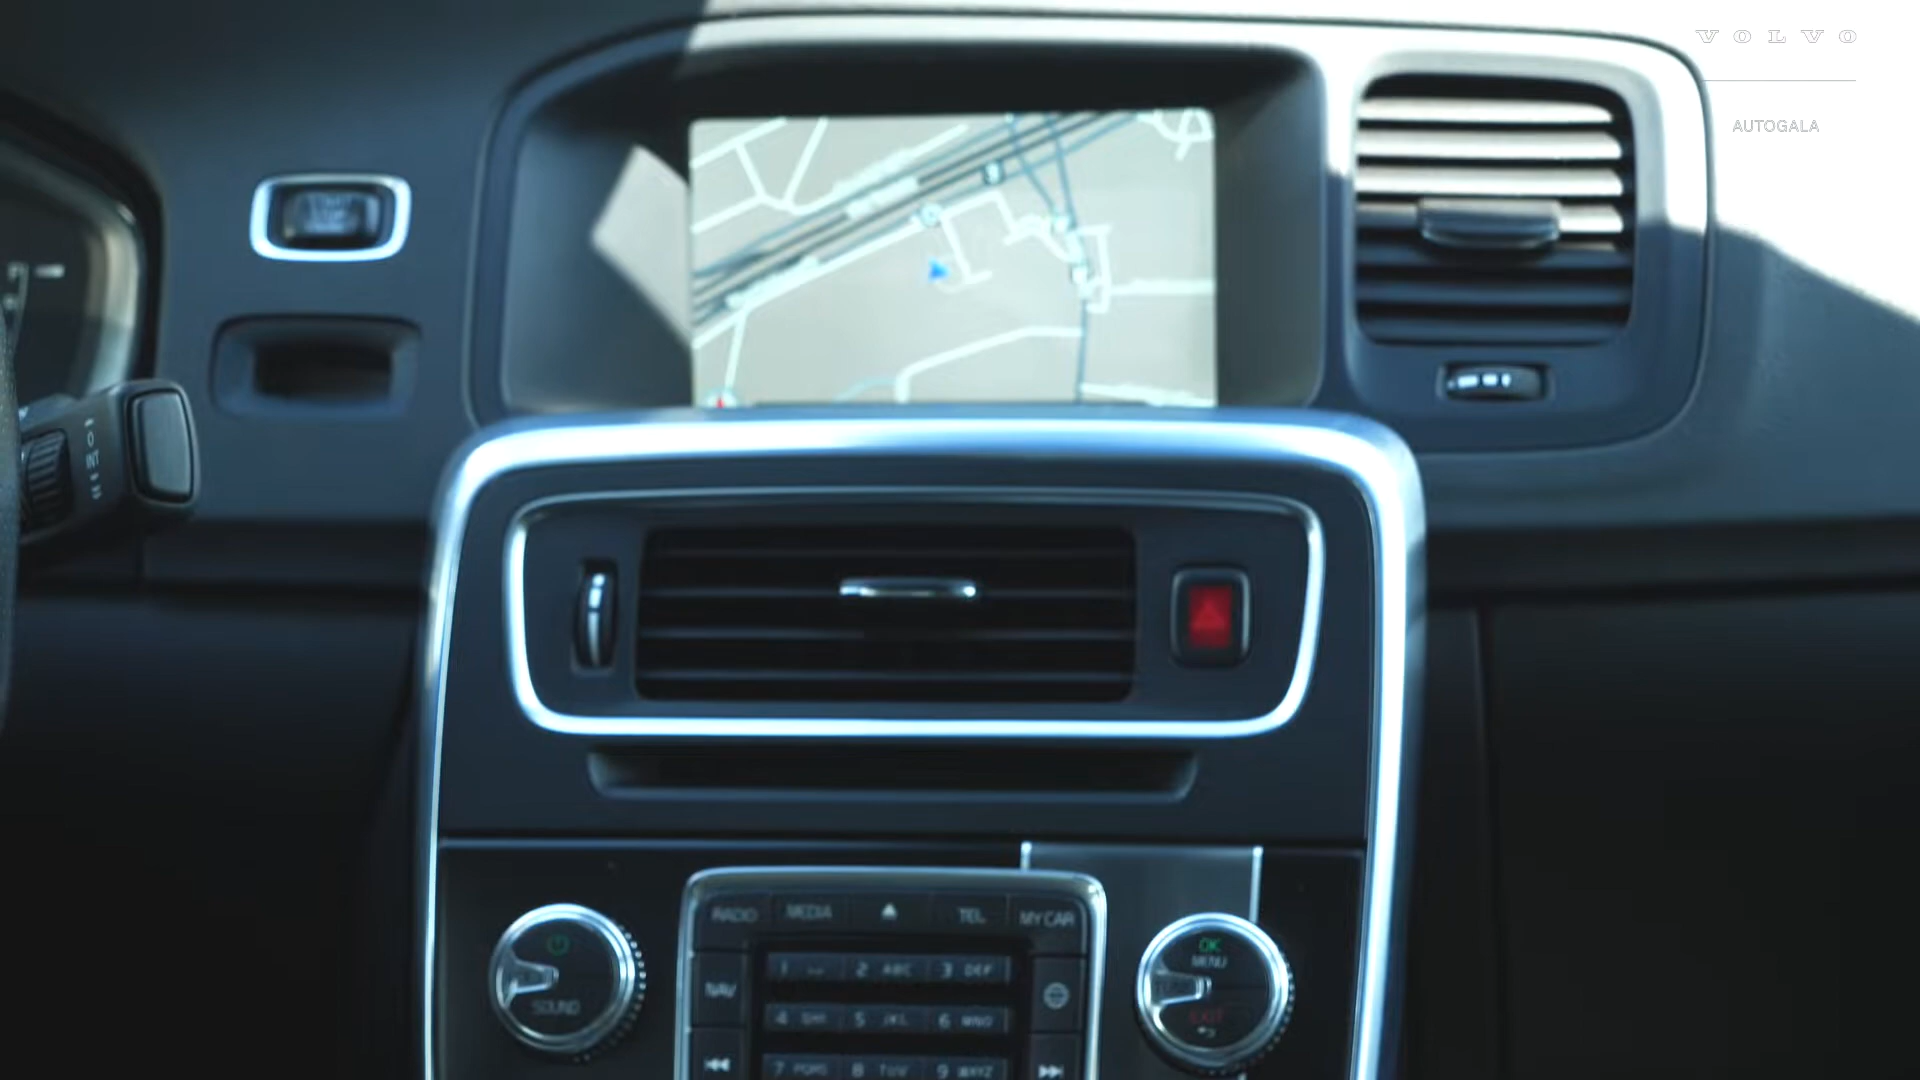 VOLVO
AUTOGALA
START
RADIO
MEDIA
TEL
MY CAR
1
2 ABC
3 DEF
NAV
4 GHI
5 JKL
6 MNO
7 PQRS
8 TUV
9 WXYZ
SOUND
OK
MENU
EXIT